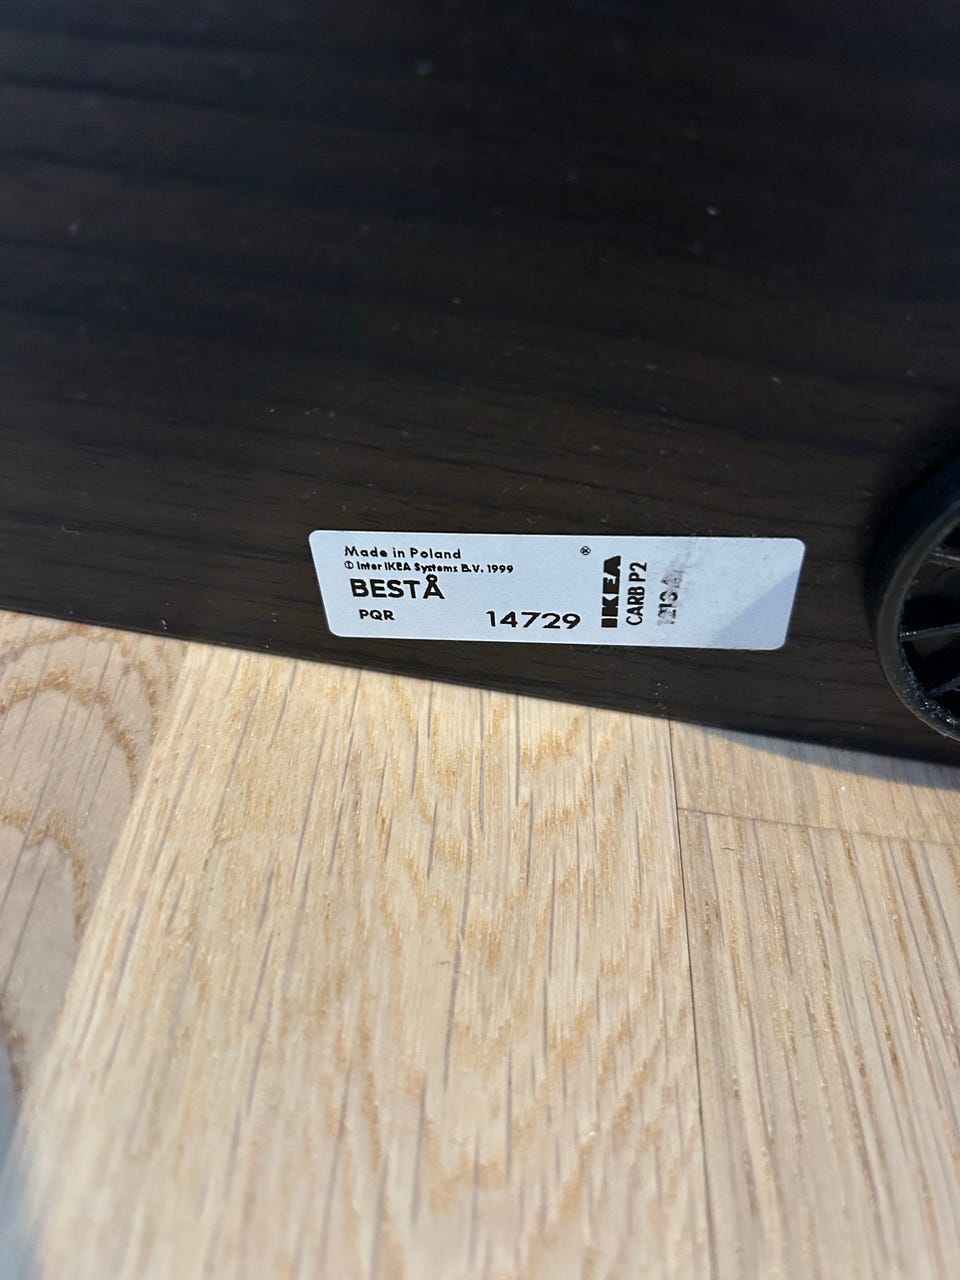 Made in Poland
© Inter IKEA Systems B.V. 1999
BESTÅ
PQR 14729
®
IKEA
CARB P2